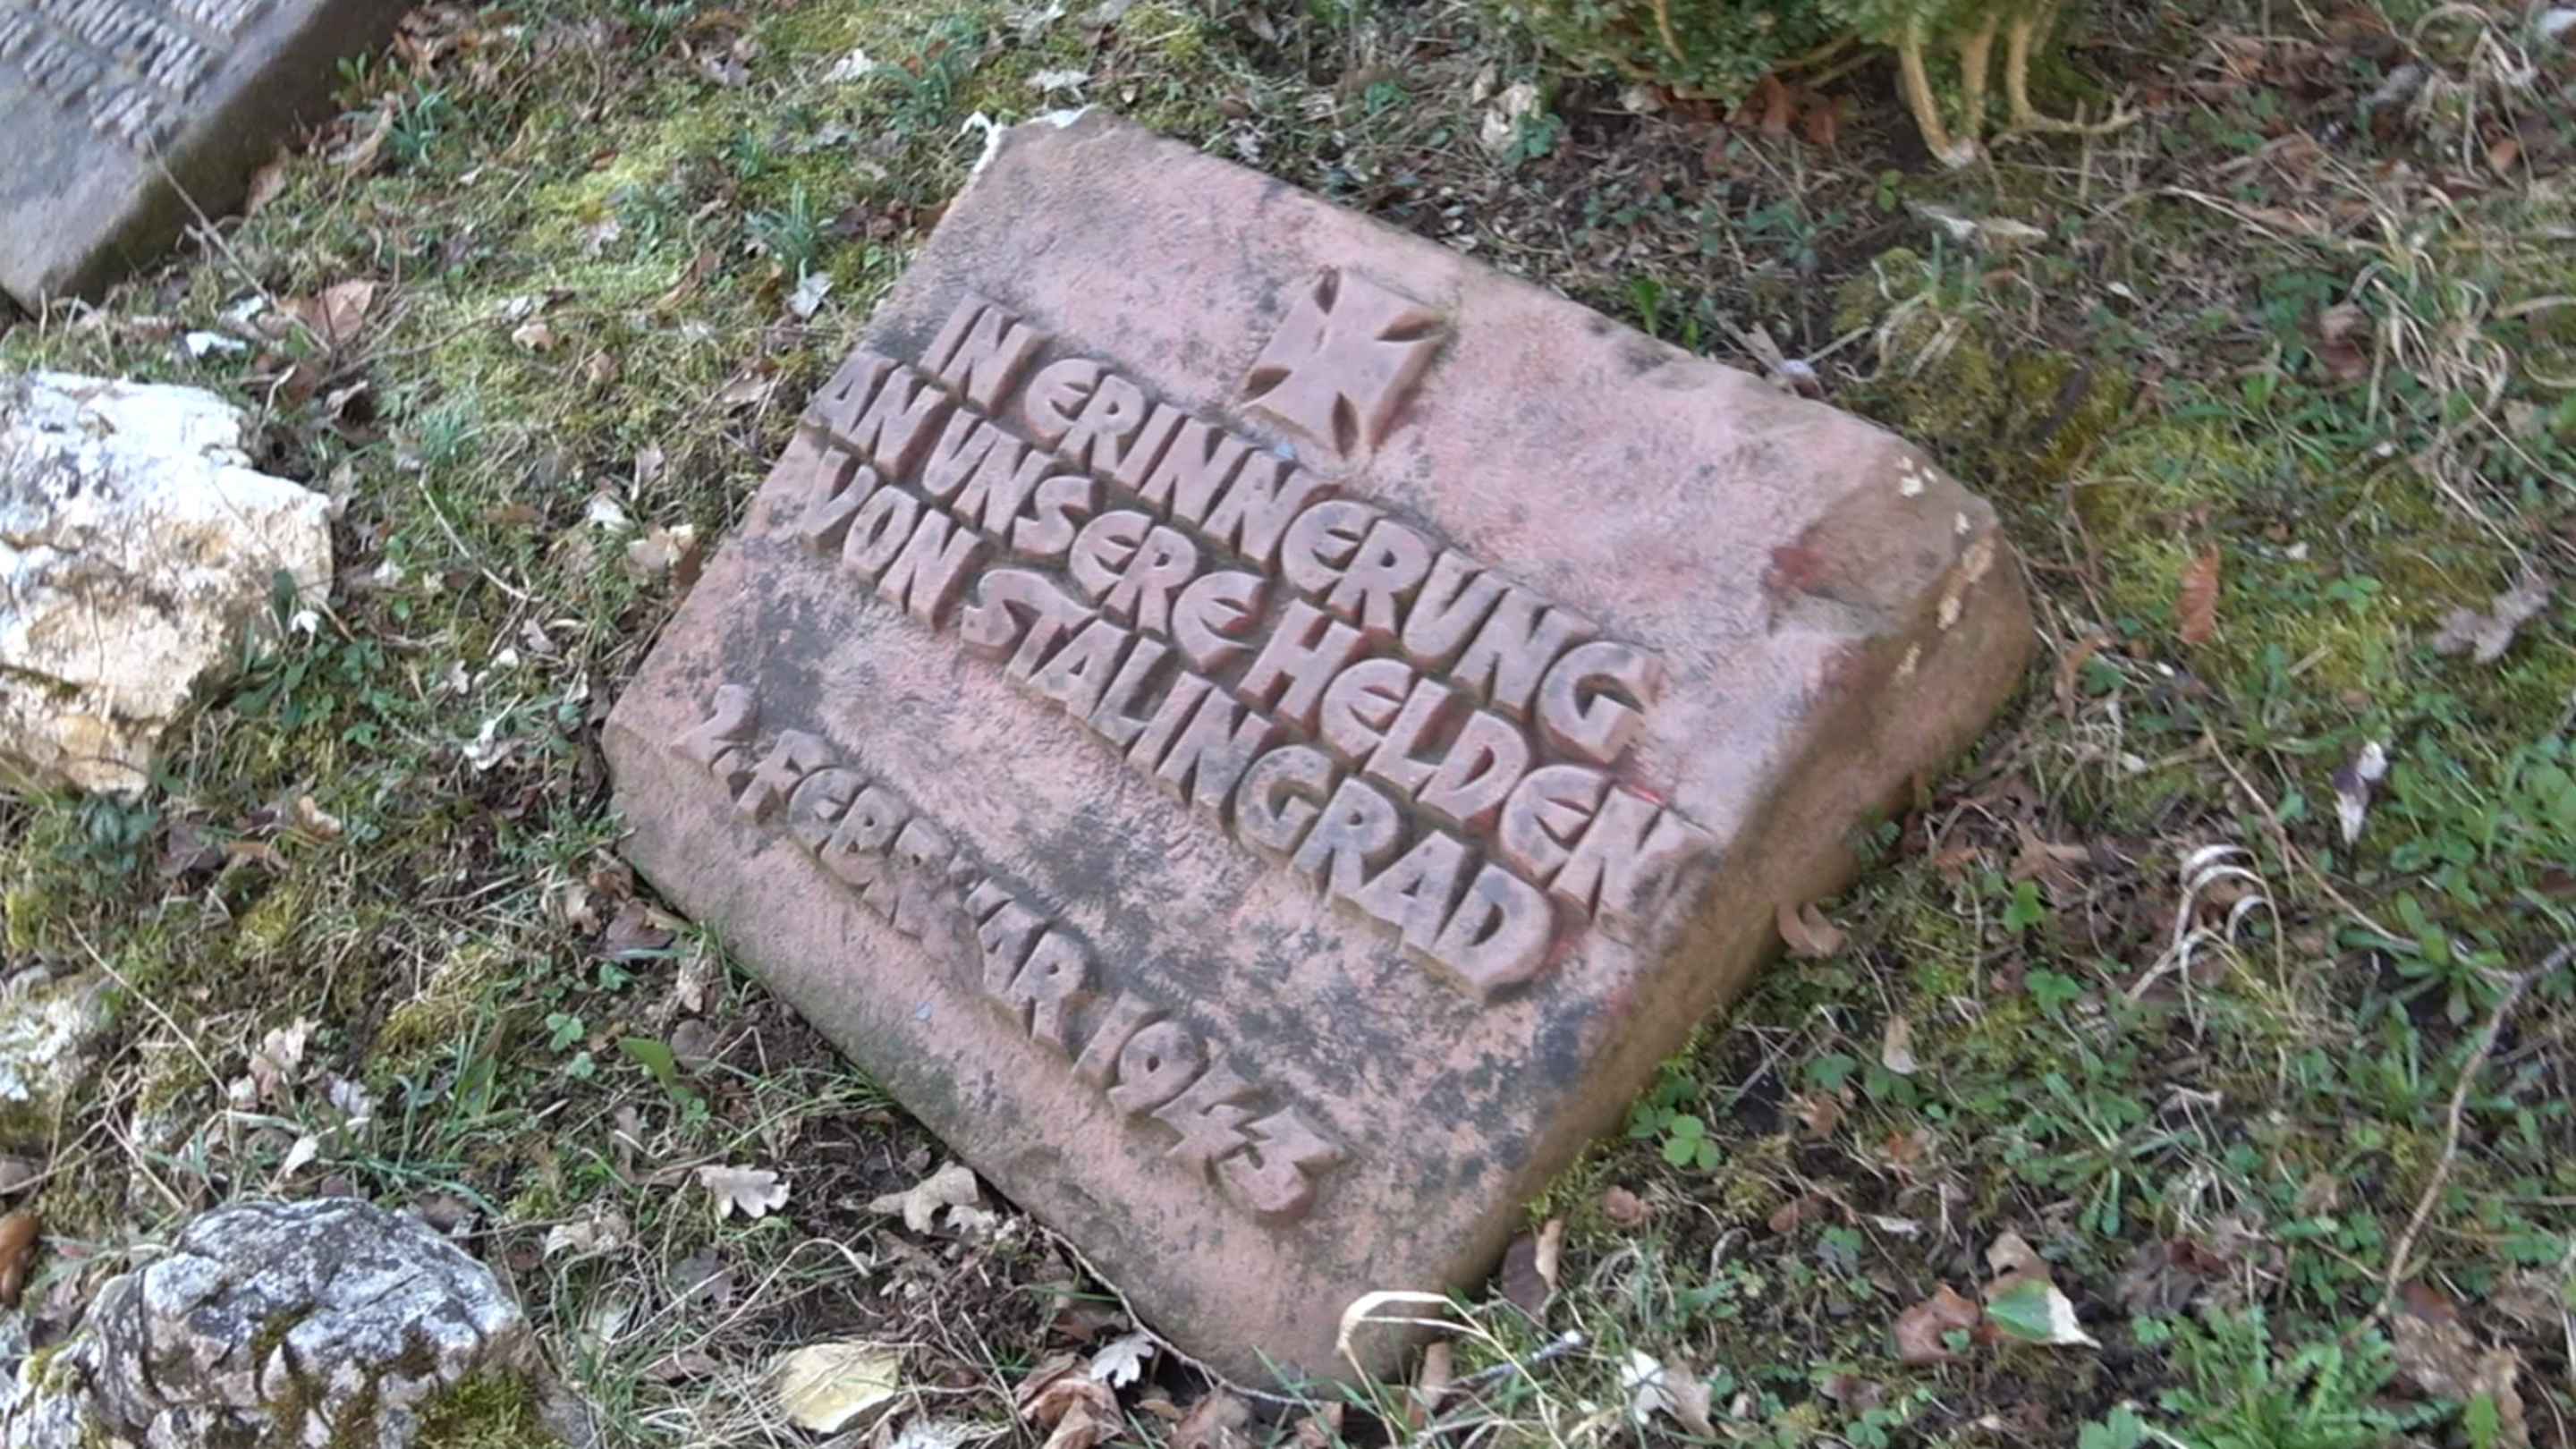 IN ERINNERUNG
AN UNSERE HELDEN
VON STALINGRAD
2. FEBRUAR 1943